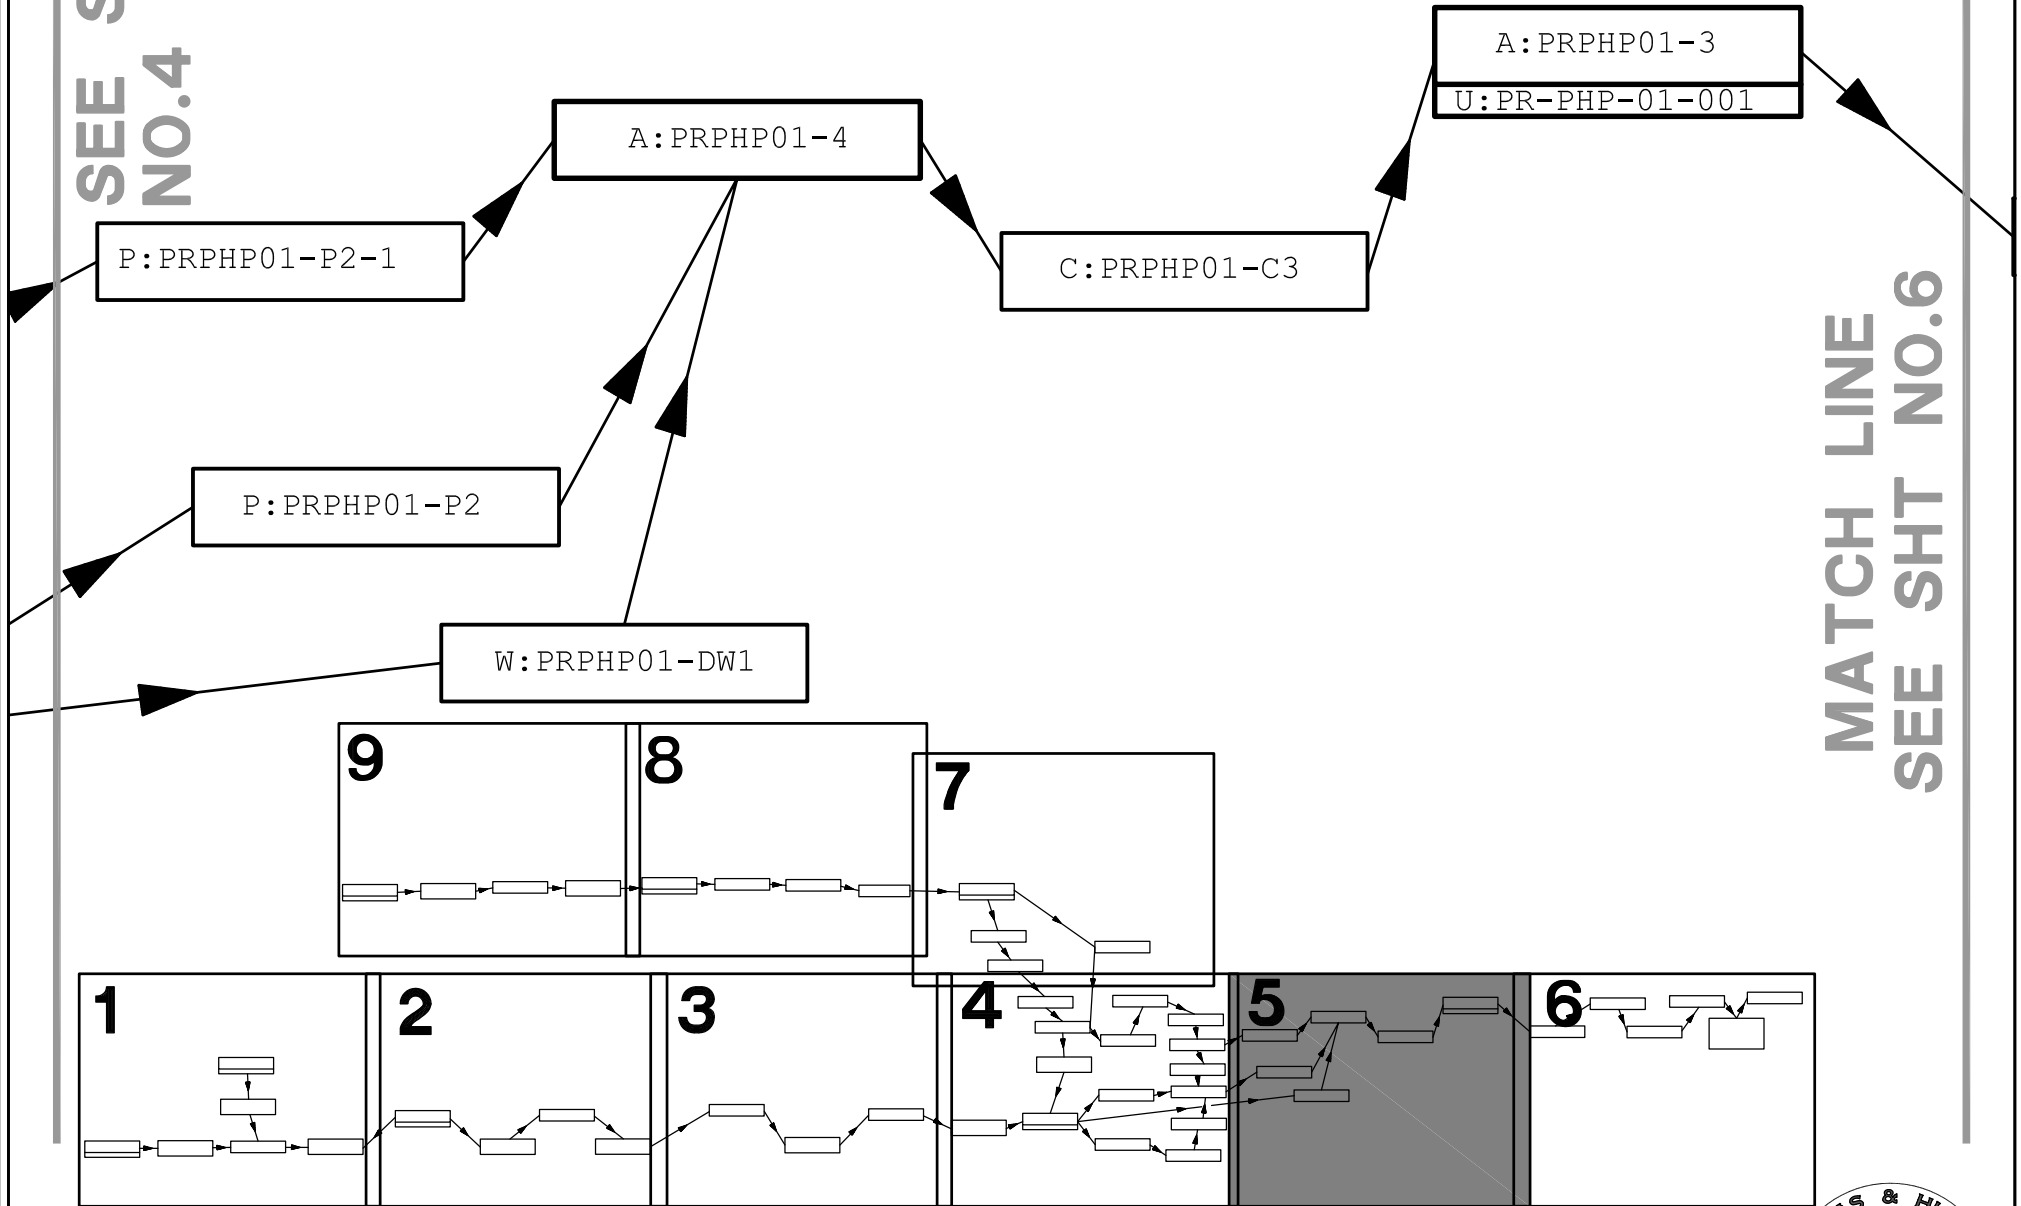 SEE S
NO.4
A:PRPHP01-3
U:PR-PHP-01-001
A:PRPHP01-4
P:PRPHP01-P2-1
C:PRPHP01-C3
P:PRPHP01-P2
W:PRPHP01-DW1
MATCH LINE
SEE SHT NO.6
9
8
7
1
2
3
4
5
6
S & H